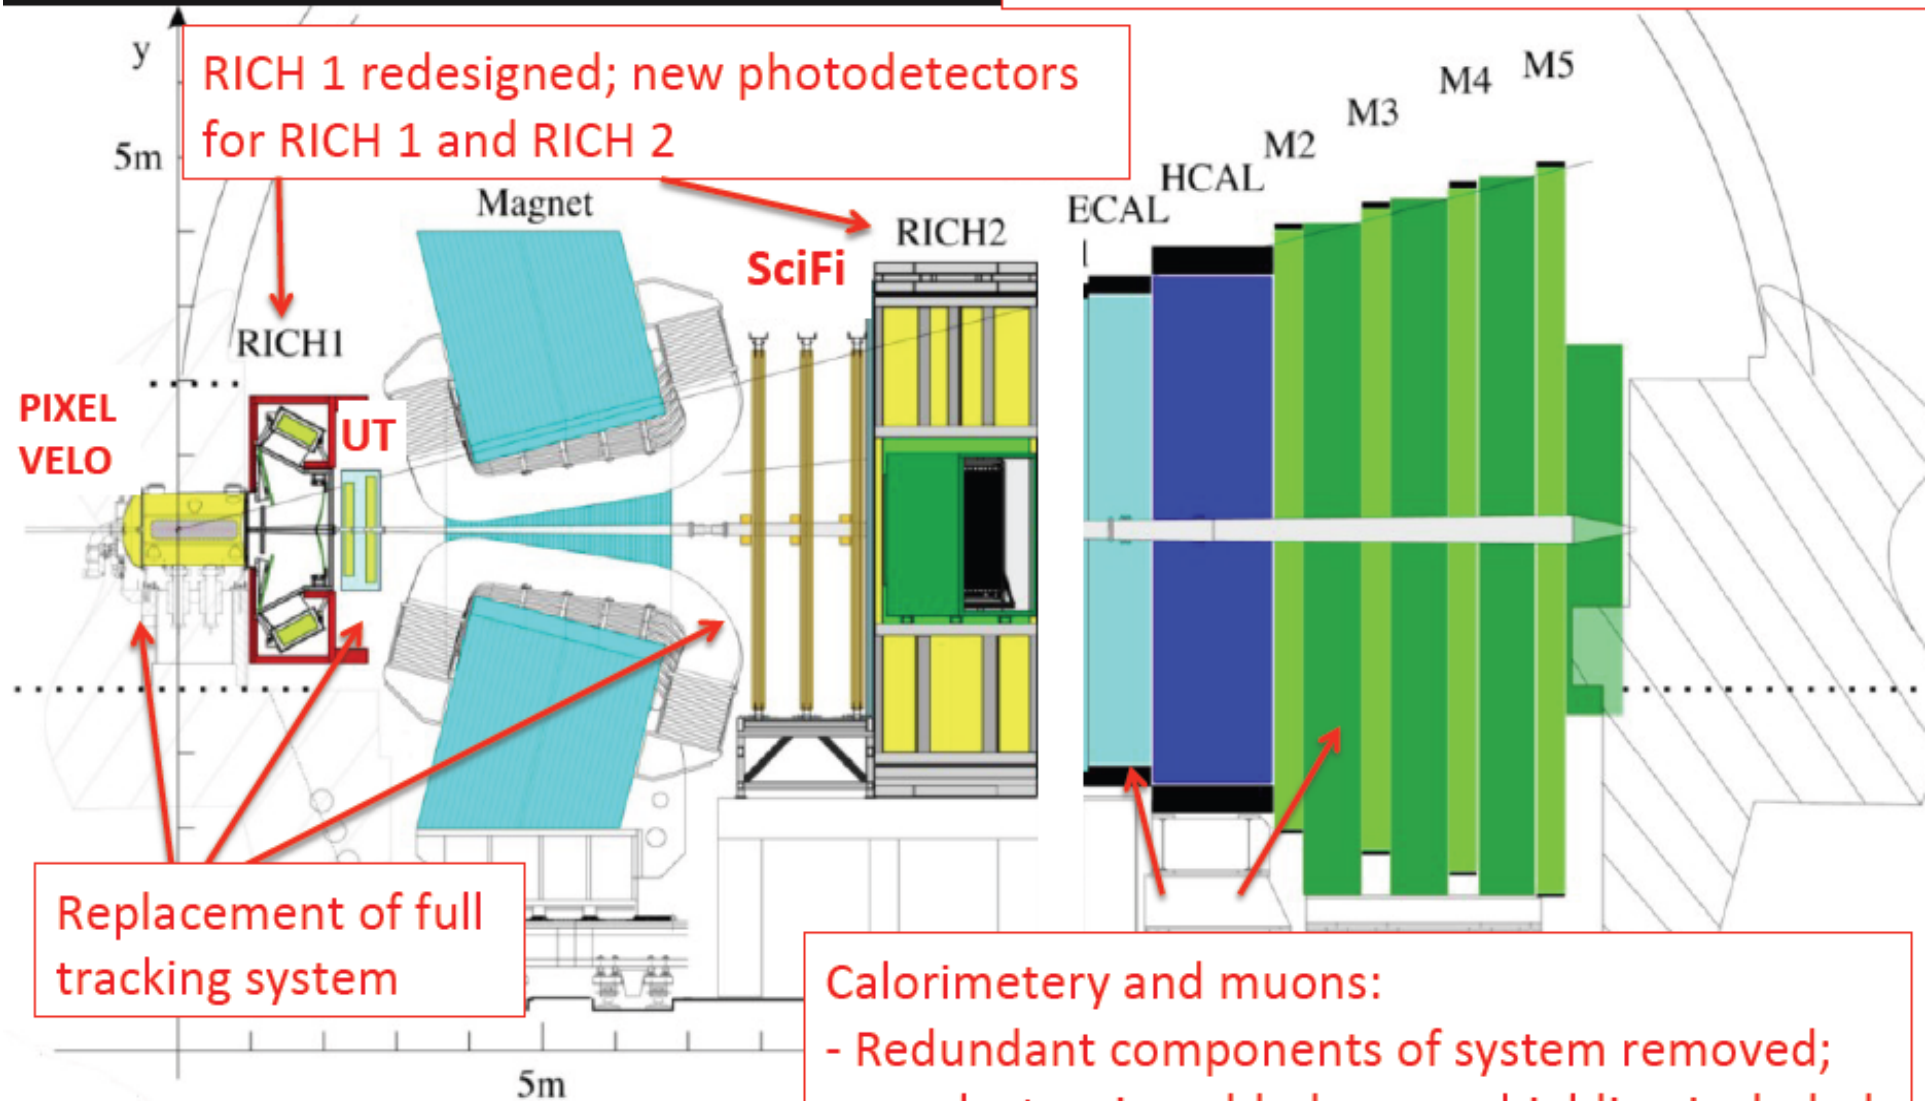 y
RICH 1 redesigned; new photodetectors
for RICH 1 and RICH 2
5m
M5
M4
M3
M2
HCAL
ECAL
Magnet
RICH2
SciFi
RICH1
PIXEL
VELO
UT
Replacement of full
tracking system
Calorimetery and muons:
- Redundant components of system removed;
5m